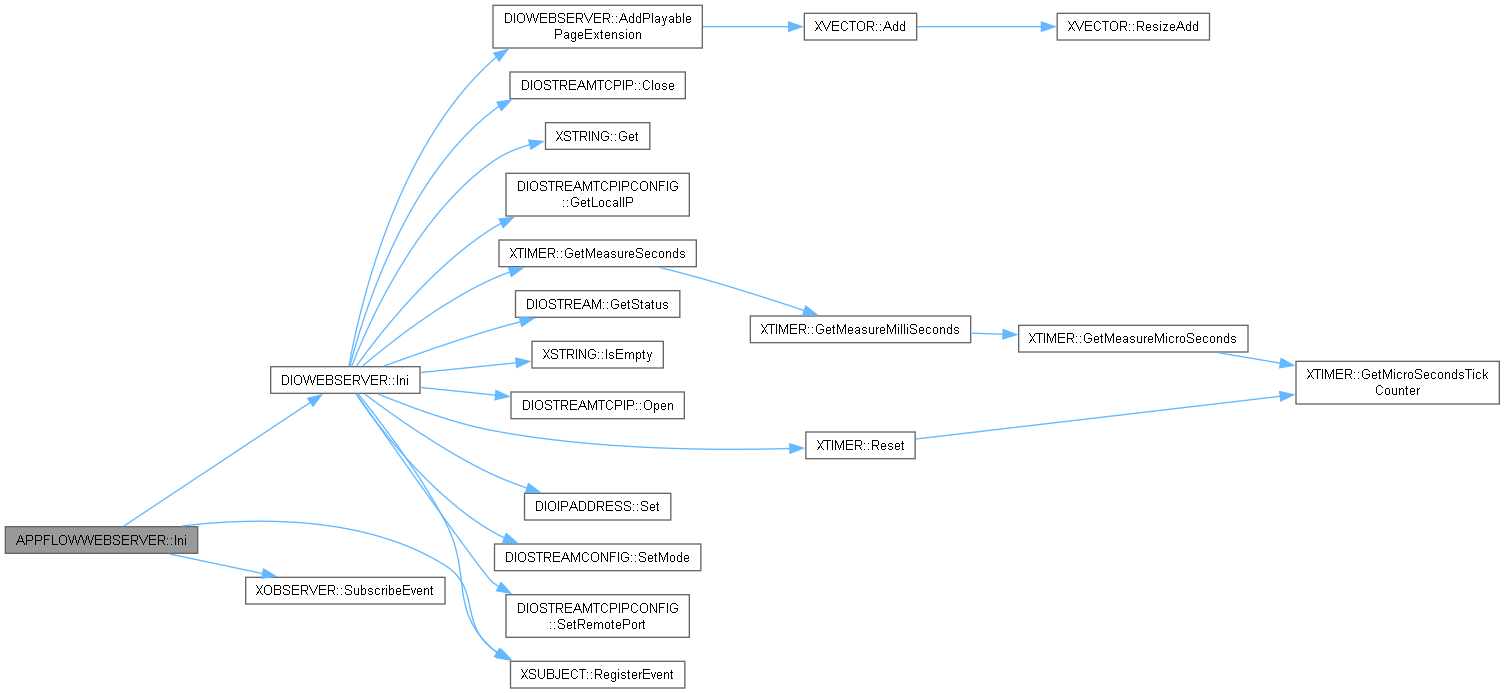 DIOWEBSERVER::AddPlayable
PageExtension
XVECTOR::Add
XVECTOR::ResizeAdd
DIOSTREAMTCPIP::Close
XSTRING::Get
DIOSTREAMTCPIPCONFIG
::GetLocalIP
XTIMER::GetMeasureSeconds
DIOSTREAM::GetStatus
XTIMER::GetMeasureMilliSeconds
XTIMER::GetMeasureMicroSeconds
XSTRING::IsEmpty
XTIMER::GetMicroSecondsTick
Counter
DIOWEBSERVER::Ini
DIOSTREAMTCPIP::Open
XTIMER::Reset
DIOIPADDRESS::Set
APPFLOWWEBSERVER::Ini
DIOSTREAMCONFIG::SetMode
XOBSERVER::SubscribeEvent
DIOSTREAMTCPIPCONFIG
::SetRemotePort
XSUBJECT::RegisterEvent